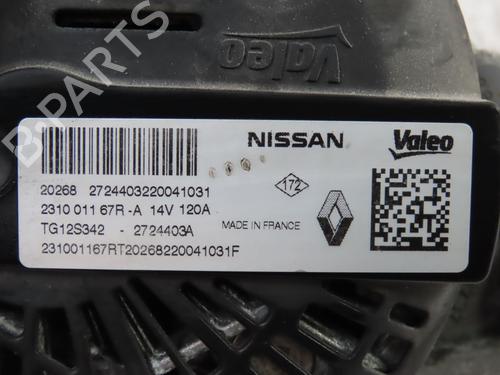 Valeo
B-PARTS
NISSAN
Valeo
20268 2724403220041031
2310 011 67R -A 14V 120A
TG12S342 - 2724403A
231001167RT20268220041031F
172
MADE IN FRANCE